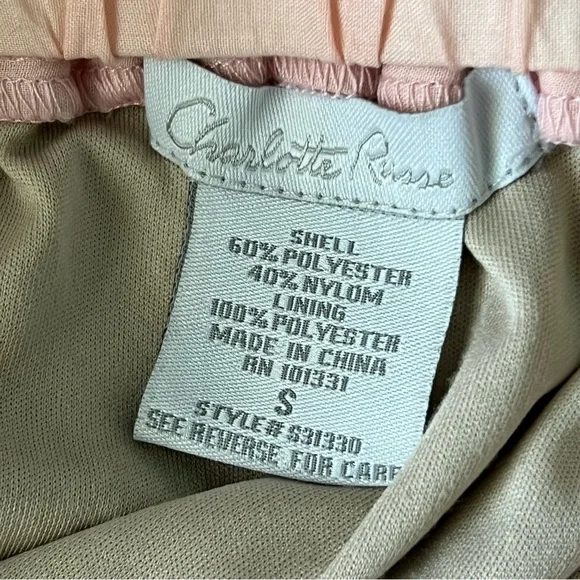 Charlotte Russe
SHELL
60% POLYESTER
40% NYLON
LINING
100% POLYESTER
MADE IN CHINA
RN 101331
S
STYLE# S31330
SEE REVERSE FOR CARE